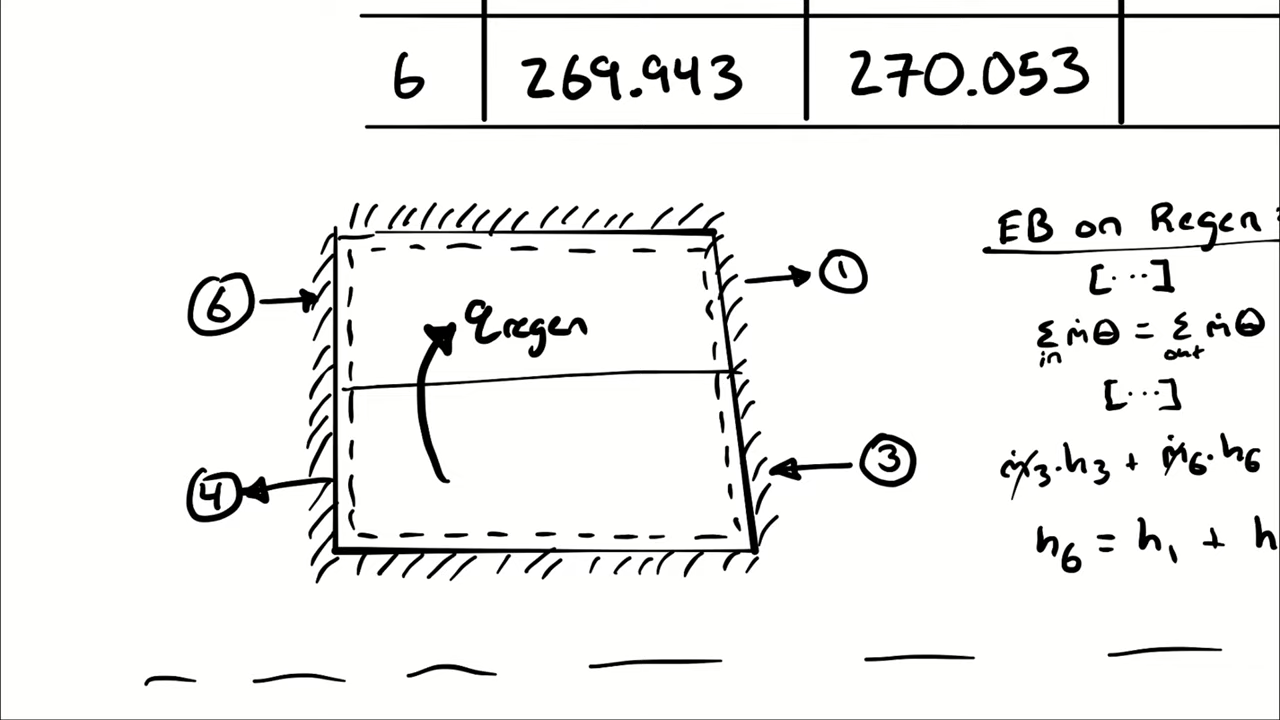 6 269.943 270.053
EB on Regen
[...]
6 → → 1
Σ ṁθ = Σ ṁθ
in out
qregen
[...]
4 ← ← 3
ṁ3·h3 + ṁ6·h6
h6 = h1 + h